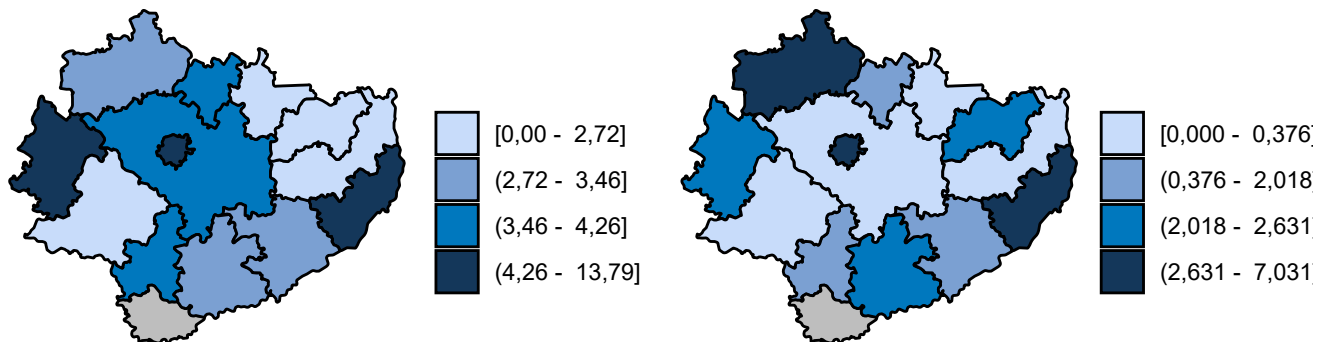 [0,00 - 2,72]
(2,72 - 3,46]
(3,46 - 4,26]
(4,26 - 13,79]
[0,000 - 0,376]
(0,376 - 2,018]
(2,018 - 2,631]
(2,631 - 7,031]